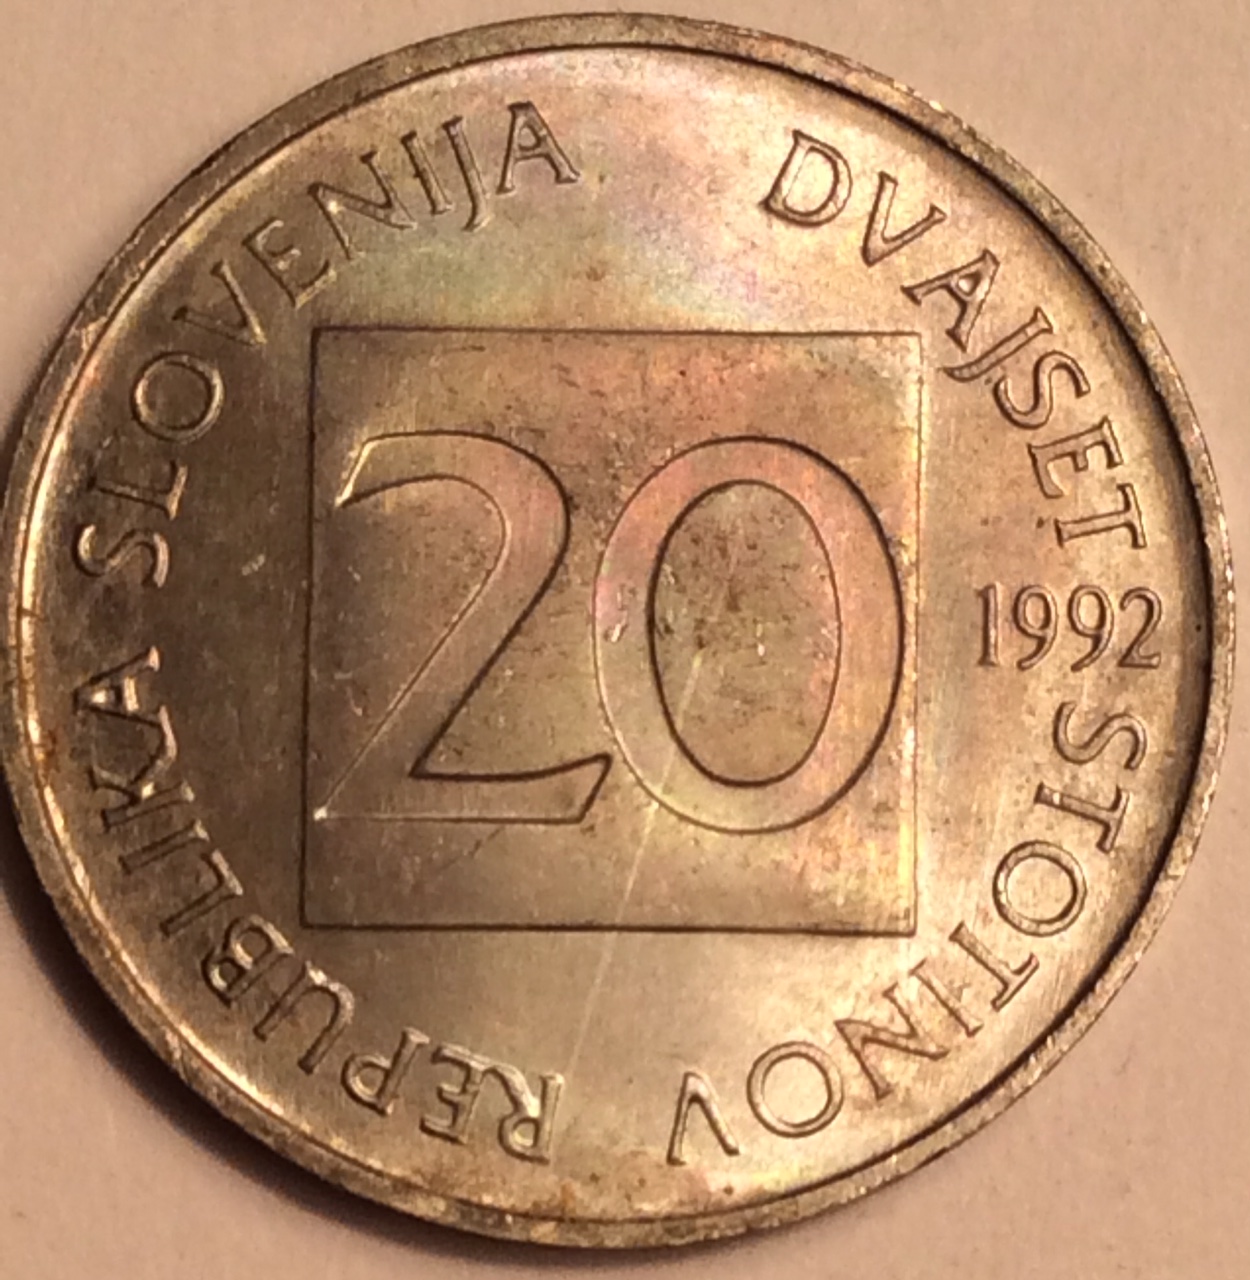 REPUBLIKA SLOVENIJA
DVAJSET STOTINOV
20
1992